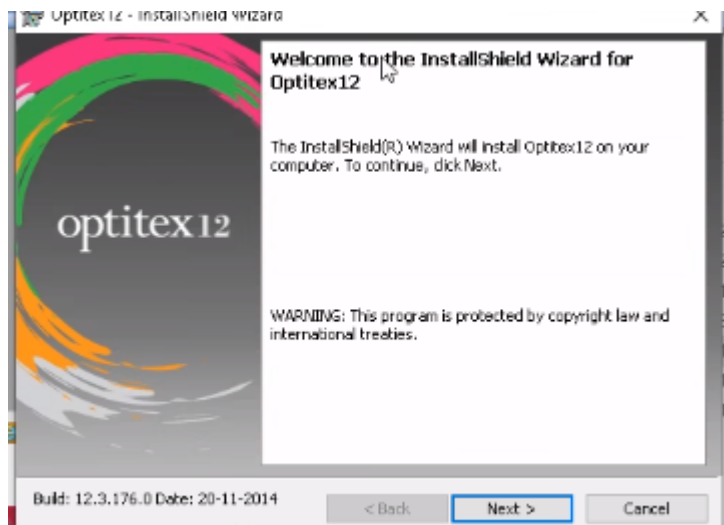 Optitex12 - InstallShield Wizard
Welcome to the InstallShield Wizard for
Optitex12
The InstallShield(R) Wizard will install Optitex12 on your
computer. To continue, click Next.
optitex12
WARNING: This program is protected by copyright law and
international treaties.
Build: 12.3.176.0 Date: 20-11-2014
< Back Next > Cancel